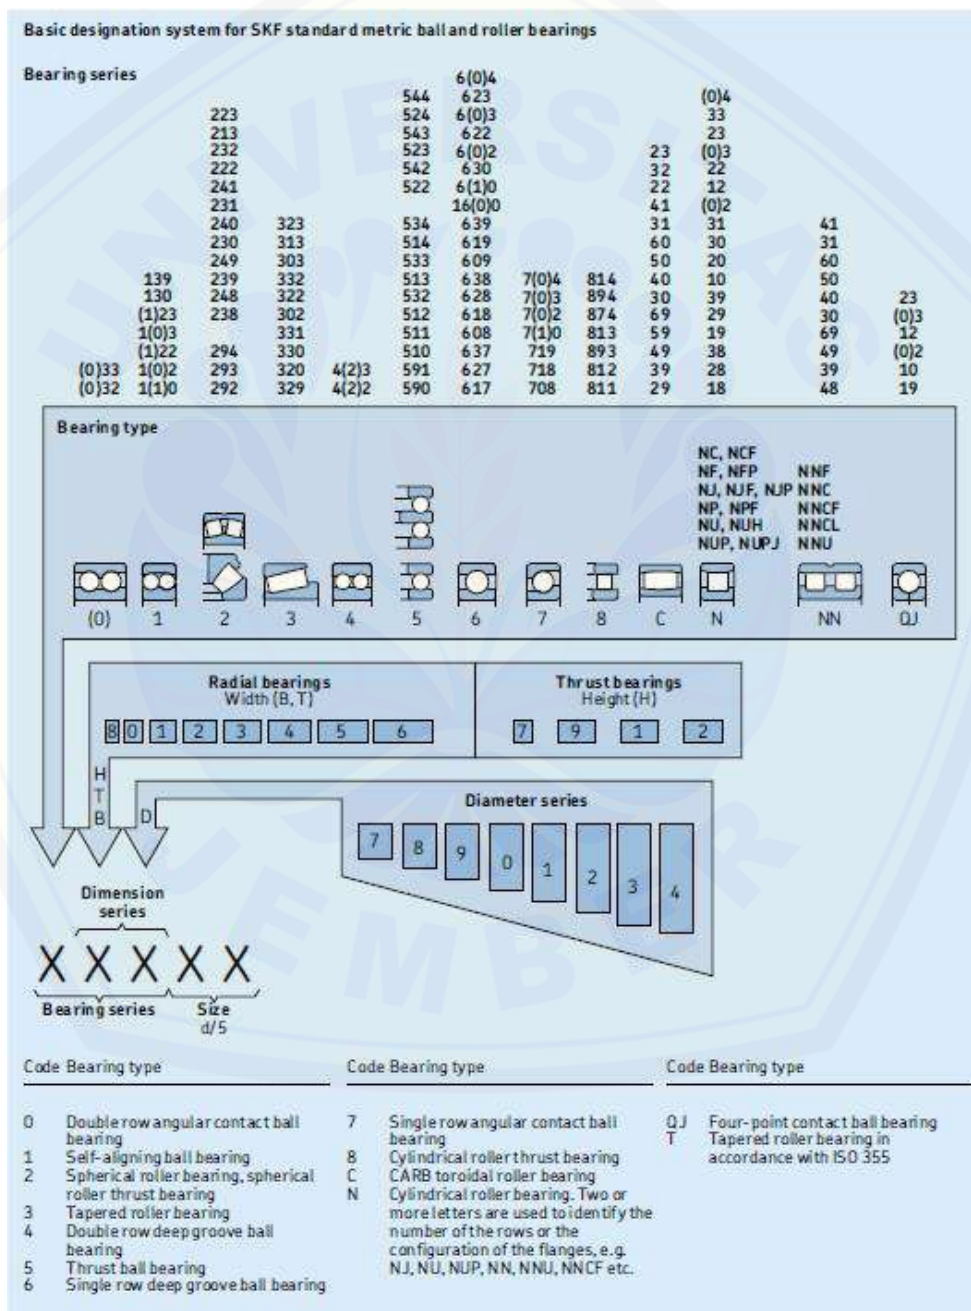 Basic designation system for SKF standard metric ball and roller bearings
Bearing series
6(0)4
544 623 (0)4
223 524 6(0)3 33
213 543 622 23
232 523 6(0)2 23 (0)3
222 542 630 32 22
241 522 6(1)0 22 12
231 16(0)0 41 (0)2
240 323 534 639 31 31 41
230 313 514 619 60 30 31
249 303 533 609 50 20 60
139 239 332 513 638 7(0)4 814 40 10 50
130 248 322 532 628 7(0)3 894 30 39 40 23
(1)23 238 302 512 618 7(0)2 874 69 29 30 (0)3
1(0)3 331 511 608 7(1)0 813 59 19 69 12
(1)22 294 330 510 637 719 893 49 38 49 (0)2
(0)33 1(0)2 293 320 4(2)3 591 627 718 812 39 28 39 10
(0)32 1(1)0 292 329 4(2)2 590 617 708 811 29 18 48 19
Bearing type
NC, NCF
NF, NFP NNF
NJ, NJF, NJP NNC
NP, NPF NNCF
NU, NUH NNCL
NUP, NUPJ NNU
(0) 1 2 3 4 5 6 7 8 C N NN QJ
Radial bearings
Width (B, T)
8 0 1 2 3 4 5 6
Thrust bearings
Height (H)
7 9 1 2
H
T
B
D
Diameter series
7 8 9 0 1 2 3 4
Dimension
series
X X X X X
Bearing series
Size
d/5
Code Bearing type
0 Double row angular contact ball
bearing
1 Self-aligning ball bearing
2 Spherical roller bearing, spherical
roller thrust bearing
3 Tapered roller bearing
4 Double row deep groove ball
bearing
5 Thrust ball bearing
6 Single row deep groove ball bearing
Code Bearing type
7 Single row angular contact ball
bearing
8 Cylindrical roller thrust bearing
C CARB toroidal roller bearing
N Cylindrical roller bearing. Two or
more letters are used to identify the
number of the rows or the
configuration of the flanges, e.g.
NJ, NU, NUP, NN, NNU, NNCF etc.
Code Bearing type
QJ Four-point contact ball bearing
T Tapered roller bearing in
accordance with ISO 355
UNIVERSITAS
JEMBER